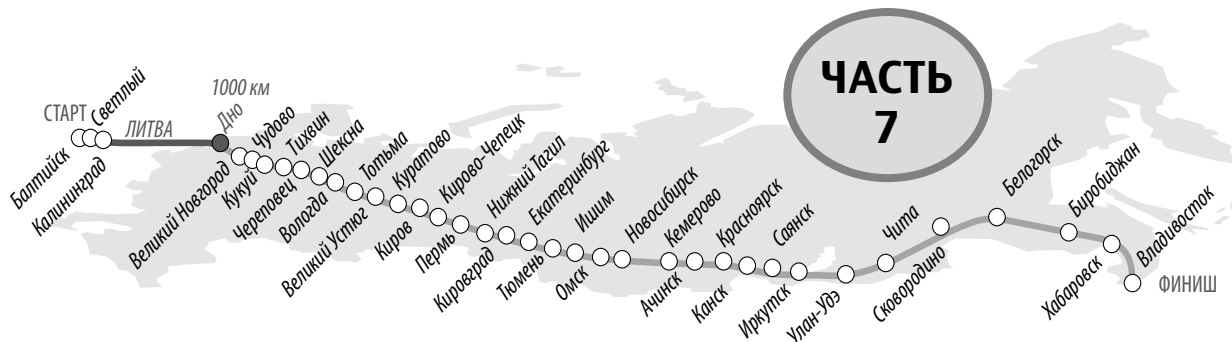 ЧАСТЬ
7
СТАРТ
Балтийск
Светлый
Калининград
ЛИТВА
1000 км
Дно
Великий Новгород
Чудово
Кукуй
Тихвин
Череповец
Шексна
Вологда
Тотьма
Великий Устюг
Куратово
Киров
Кирово-Чепецк
Пермь
Нижний Тагил
Кировград
Екатеринбург
Тюмень
Ишим
Омск
Новосибирск
Ачинск
Кемерово
Канск
Красноярск
Иркутск
Саянск
Улан-Удэ
Чита
Сковородино
Белогорск
Биробиджан
Хабаровск
Владивосток
ФИНИШ